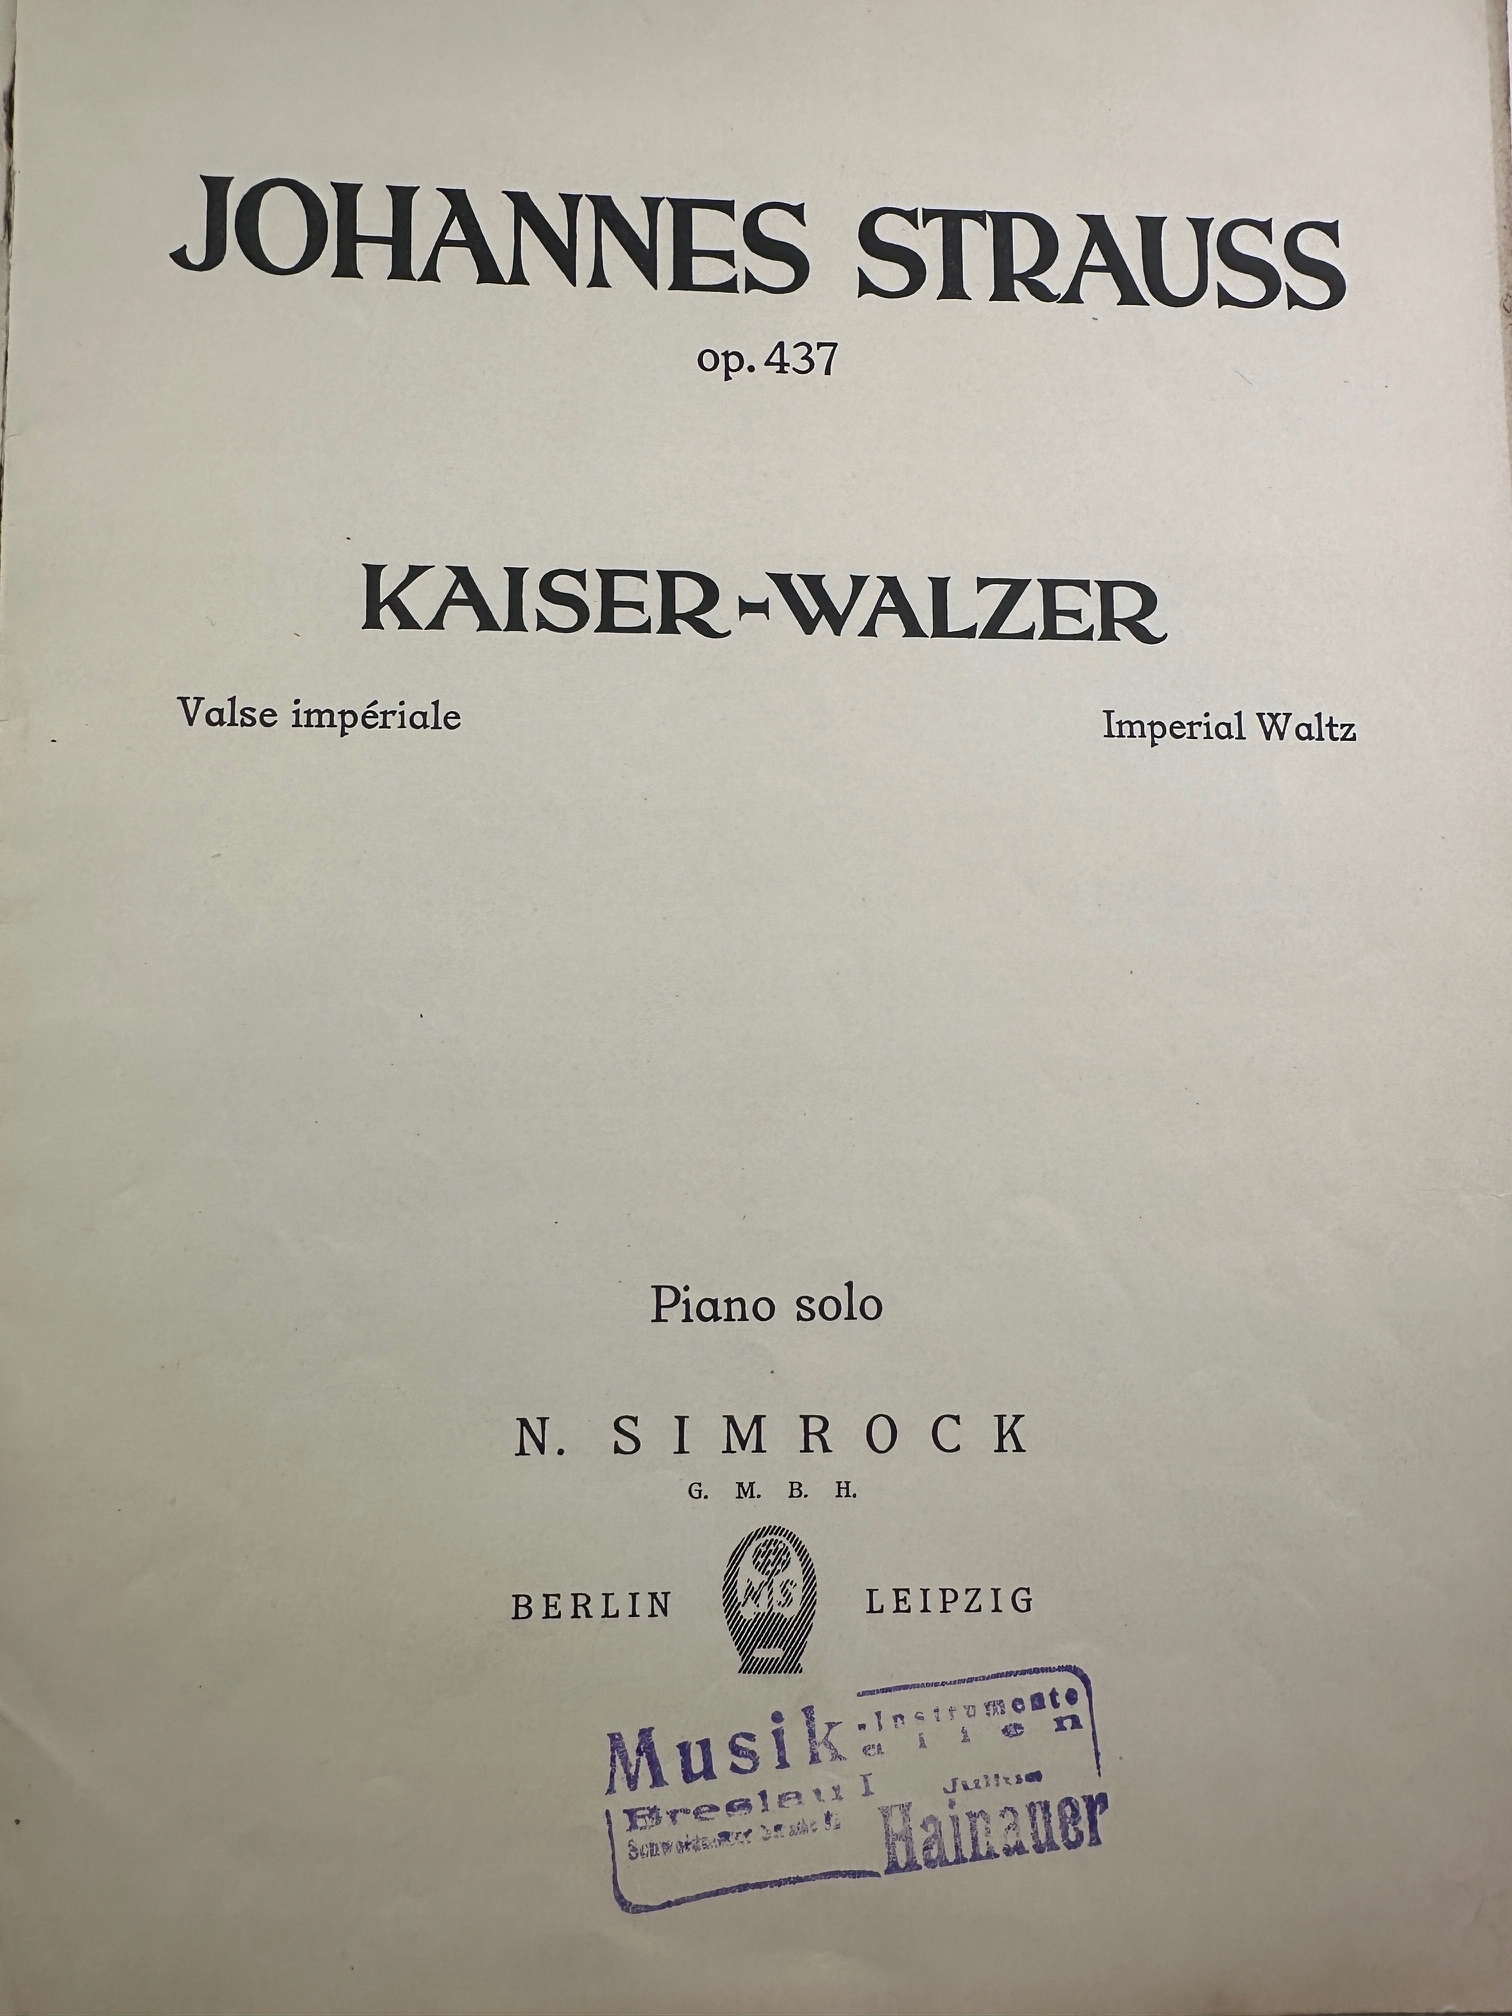 JOHANNES STRAUSS
op. 437
KAISER-WALZER
Valse impériale
Imperial Waltz
Piano solo
N. SIMROCK
G. M. B. H.
BERLIN NS LEIPZIG
Musik-Instrumente
alien
Breslau I Julius
Hainauer